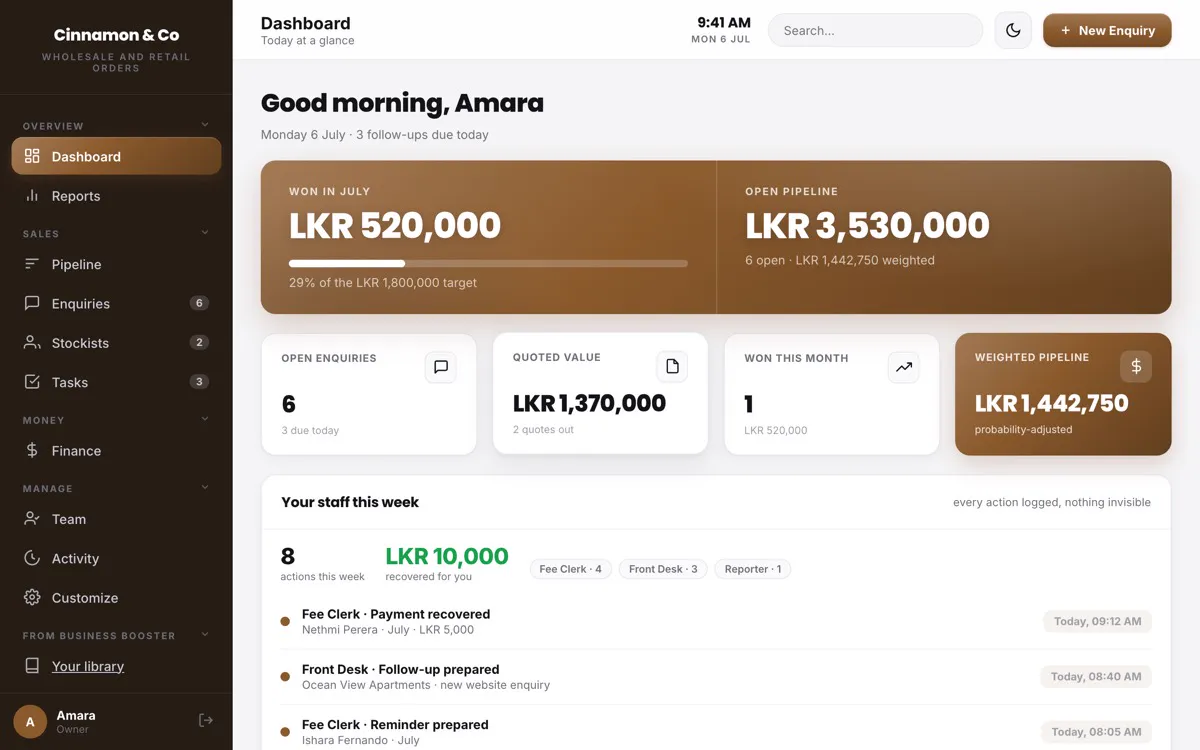 Cinnamon & Co
WHOLESALE AND RETAIL
ORDERS
OVERVIEW
Dashboard
Reports
SALES
Pipeline
Enquiries 6
Stockists 2
Tasks 3
MONEY
Finance
MANAGE
Team
Activity
Customize
FROM BUSINESS BOOSTER
Your library
A
Amara
Owner
Dashboard
Today at a glance
9:41 AM
MON 6 JUL
Search...
+ New Enquiry
Good morning, Amara
Monday 6 July · 3 follow-ups due today
WON IN JULY
LKR 520,000
29% of the LKR 1,800,000 target
OPEN PIPELINE
LKR 3,530,000
6 open · LKR 1,442,750 weighted
OPEN ENQUIRIES
6
3 due today
QUOTED VALUE
LKR 1,370,000
2 quotes out
WON THIS MONTH
1
LKR 520,000
WEIGHTED PIPELINE
$
LKR 1,442,750
probability-adjusted
Your staff this week
every action logged, nothing invisible
8
actions this week
LKR 10,000
recovered for you
Fee Clerk · 4
Front Desk · 3
Reporter · 1
Fee Clerk · Payment recovered
Nethmi Perera · July · LKR 5,000
Today, 09:12 AM
Front Desk · Follow-up prepared
Ocean View Apartments · new website enquiry
Today, 08:40 AM
Fee Clerk · Reminder prepared
Ishara Fernando · July
Today, 08:05 AM